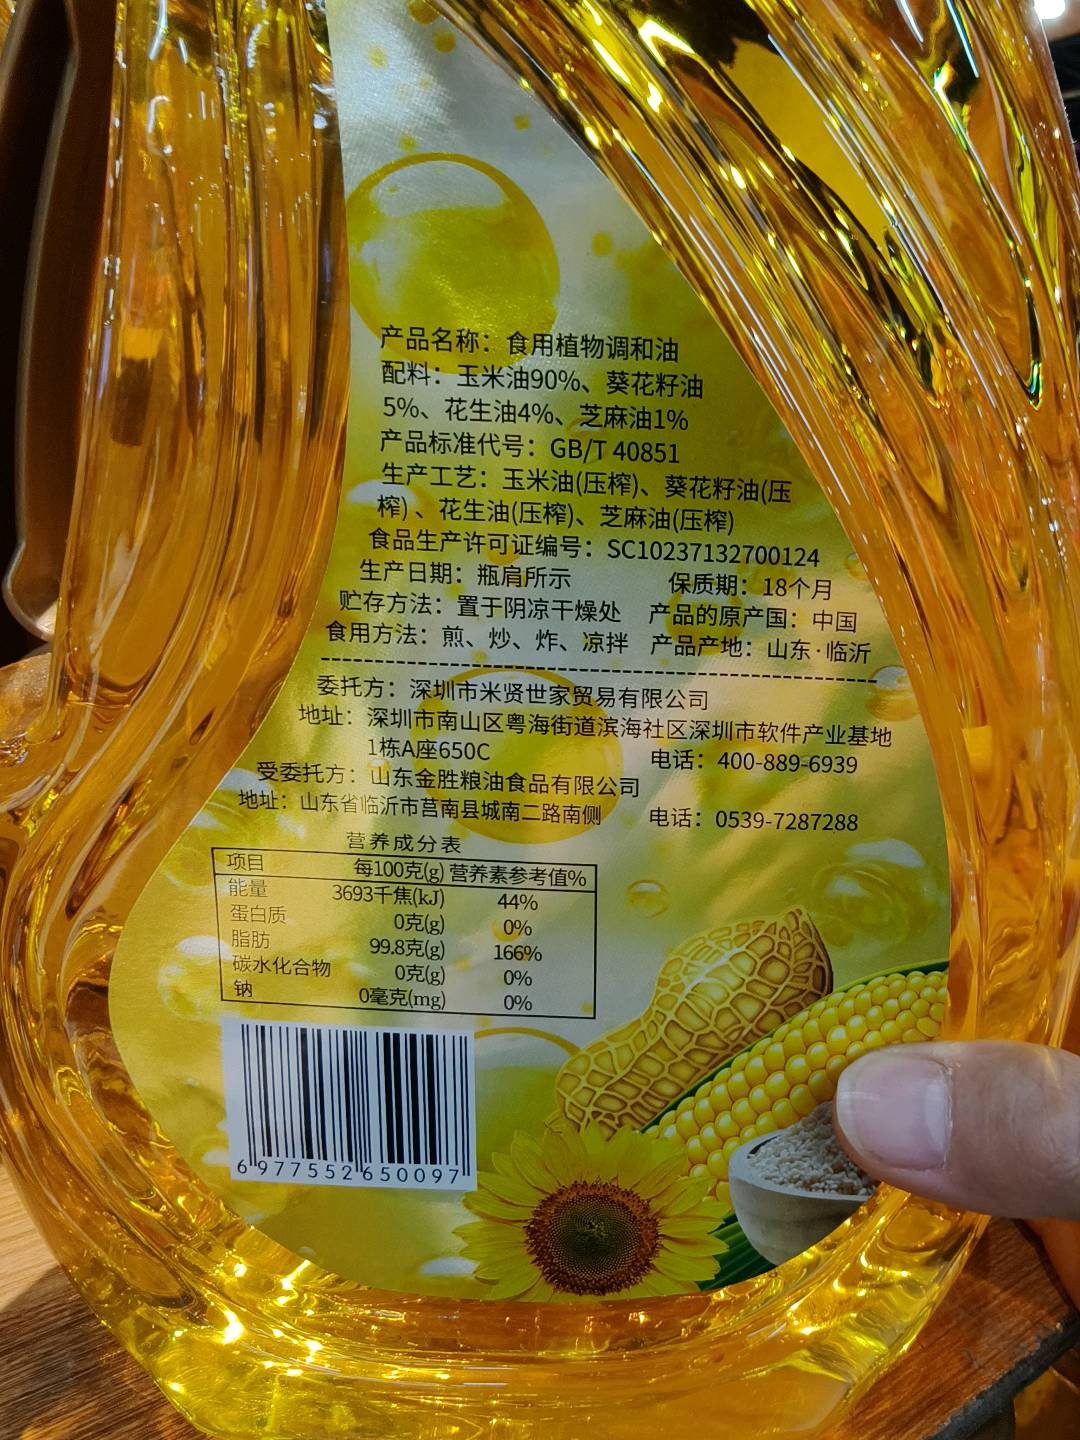 产品名称：食用植物调和油
配料：玉米油90%、葵花籽油
5%、花生油4%、芝麻油1%
产品标准代号：GB/T 40851
生产工艺：玉米油(压榨)、葵花籽油(压
榨)、花生油(压榨)、芝麻油(压榨)
食品生产许可证编号：SC10237132700124
生产日期：瓶肩所示 保质期：18个月
贮存方法：置于阴凉干燥处 产品的原产国：中国
食用方法：煎、炒、炸、凉拌 产品产地：山东·临沂
委托方：深圳市米贤世家贸易有限公司
地址：深圳市南山区粤海街道滨海社区深圳市软件产业基地
1栋A座650C 电话：400-889-6939
受委托方：山东金胜粮油食品有限公司
地址：山东省临沂市莒南县城南二路南侧 电话：0539-7287288
营养成分表
项目 每100克(g) 营养素参考值%
能量 3693千焦(kJ) 44%
蛋白质 0克(g) 0%
脂肪 99.8克(g) 166%
碳水化合物 0克(g) 0%
钠 0毫克(mg) 0%
6977552650097